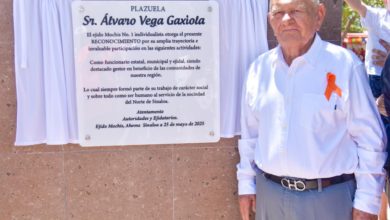 PLAZUELA
Sr. Álvaro Vega Gaxiola
El ejido Mochis No. 1 individualista otorga el presente
RECONOCIMIENTO por su amplia trayectoria e
invaluable participación en las siguientes actividades:
Como funcionario estatal, municipal y ejidal, siendo
destacado gestor en beneficio de las comunidades de
nuestra región.
Lo cual siempre formó parte de su trabajo de carácter social
y sobre todo como ser humano al servicio de la sociedad
del Norte de Sinaloa.
Atentamente
Autoridades y Ejidatarios.
Ejido Mochis, Ahome, Sinaloa a 25 de mayo de 2025